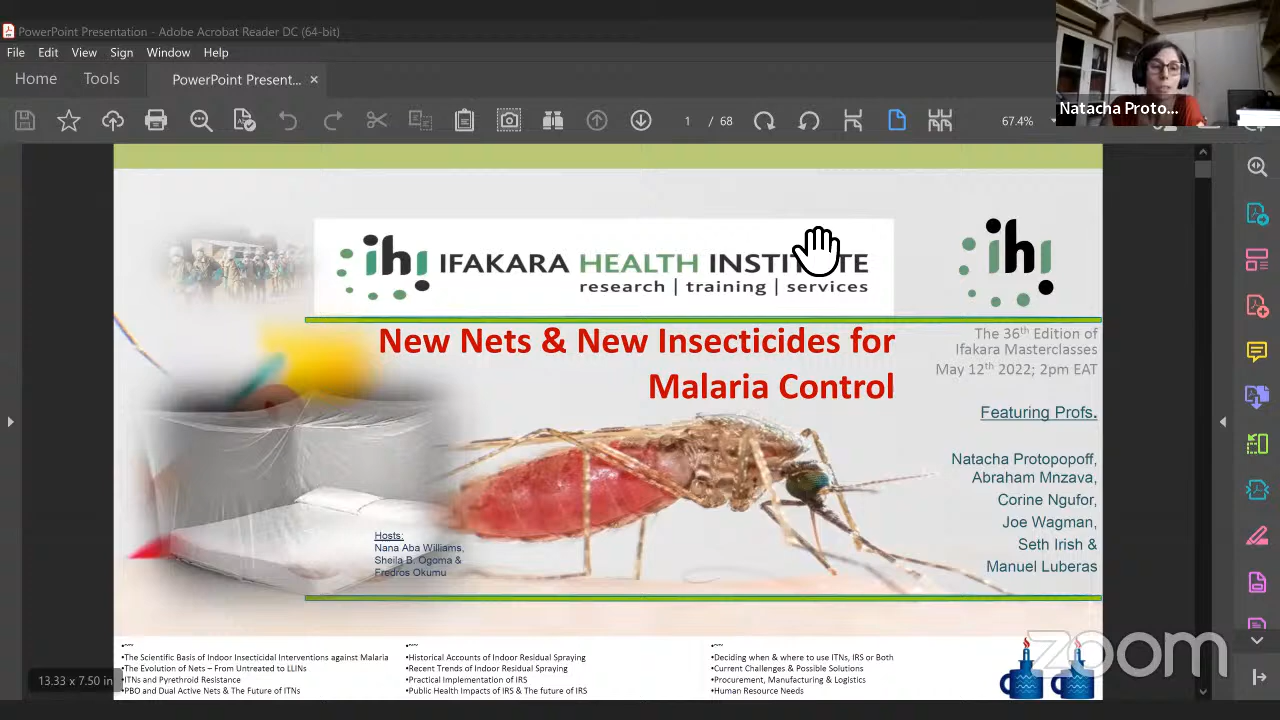 PowerPoint Presentation - Adobe Acrobat Reader DC (64-bit)
File Edit View Sign Window Help
Home Tools PowerPoint Present... ×
1 / 68 67.4%
Natacha Proto...
ihi IFAKARA HEALTH INSTITUTE
research | training | services
ihi
New Nets & New Insecticides for
Malaria Control
The 36th Edition of
Ifakara Masterclasses
May 12th 2022; 2pm EAT
Featuring Profs.
Natacha Protopopoff,
Abraham Mnzava,
Corine Ngufor,
Joe Wagman,
Seth Irish &
Manuel Luberas
Hosts:
Nana Aba Williams,
Sheila B. Ogoma &
Fredros Okumu
•The Scientific Basis of Indoor Insecticidal Interventions against Malaria
•The Evolution of Nets – From Untreated to LLINs
•ITNs and Pyrethroid Resistance
•PBO and Dual Active Nets & The Future of ITNs
•Historical Accounts of Indoor Residual Spraying
•Recent Trends of Indoor Residual Spraying
•Practical Implementation of IRS
•Public Health Impacts of IRS & The future of IRS
•Deciding when & where to use ITNs, IRS or Both
•Current Challenges & Possible Solutions
•Procurement, Manufacturing & Logistics
•Human Resource Needs
13.33 x 7.50 in
zoom